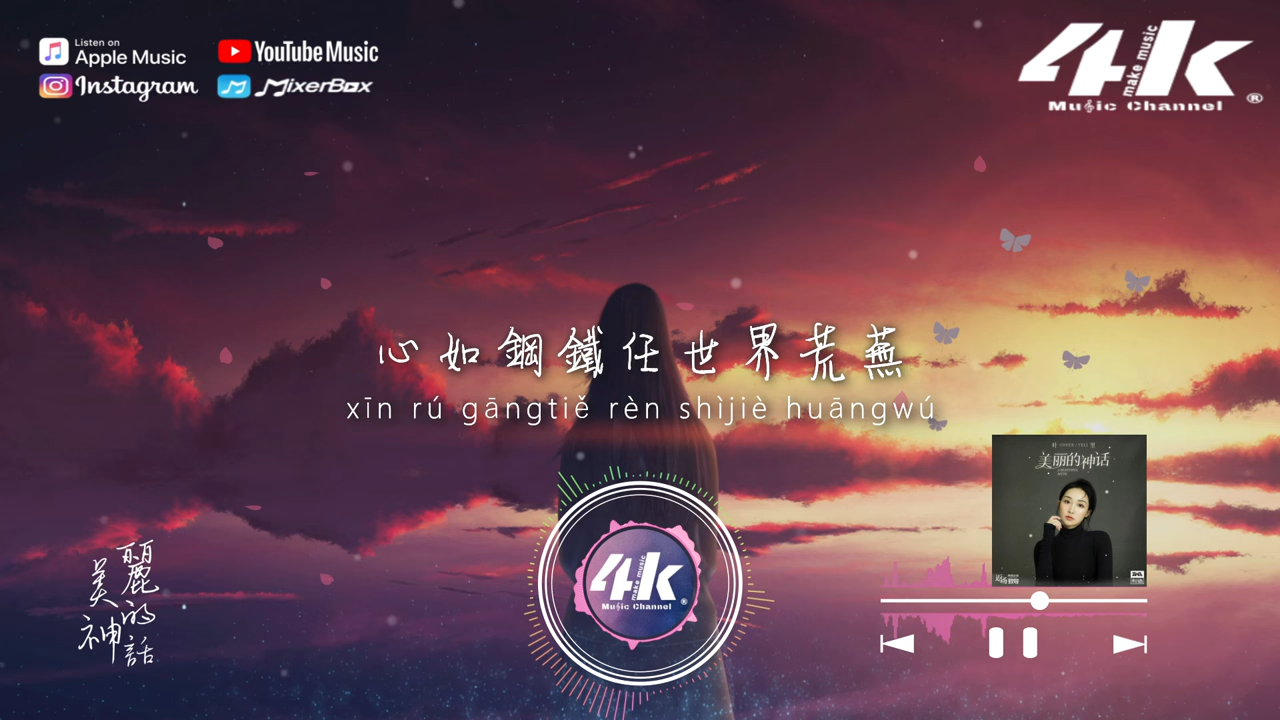 Listen on
Apple Music
YouTube Music
Instagram
MixerBox
4k
make music
Music Channel
®
心如鋼鐵任世界荒蕪
xīn rú gāngtiě rèn shìjiè huāngwú
美麗的神話
美丽的神话
4k
make music
Music Channel
®